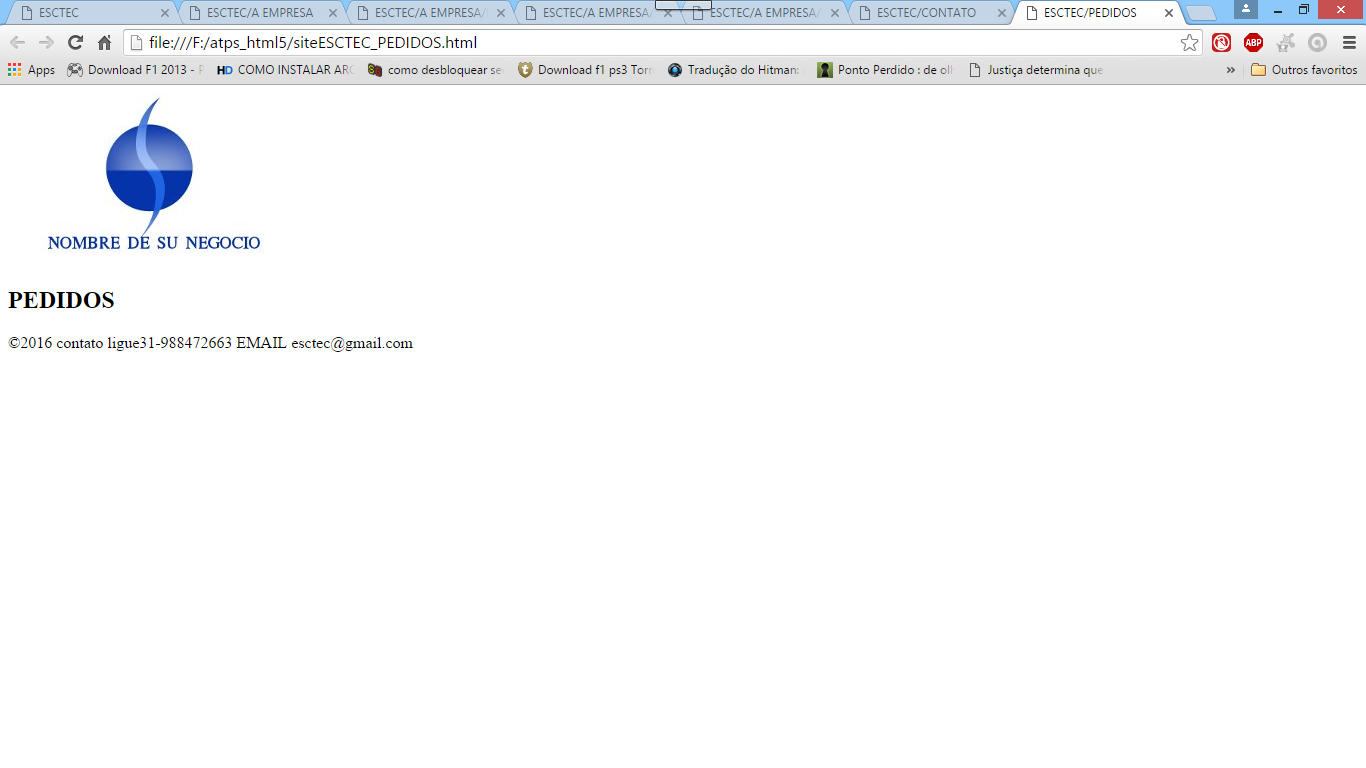 ESCTEC
ESCTEC/A EMPRESA
ESCTEC/A EMPRESA/
ESCTEC/A EMPRESA/
ESCTEC/A EMPRESA/
ESCTEC/CONTATO
ESCTEC/PEDIDOS
file:///F:/atps_html5/siteESCTEC_PEDIDOS.html
ABP
Apps
Download F1 2013 - P
HD COMO INSTALAR ARQ
como desbloquear se
Download f1 ps3 Torr
Tradução do Hitman:
Ponto Perdido : de olh
Justiça determina que
» Outros favoritos
NOMBRE DE SU NEGOCIO
PEDIDOS
©2016 contato ligue31-988472663 EMAIL esctec@gmail.com